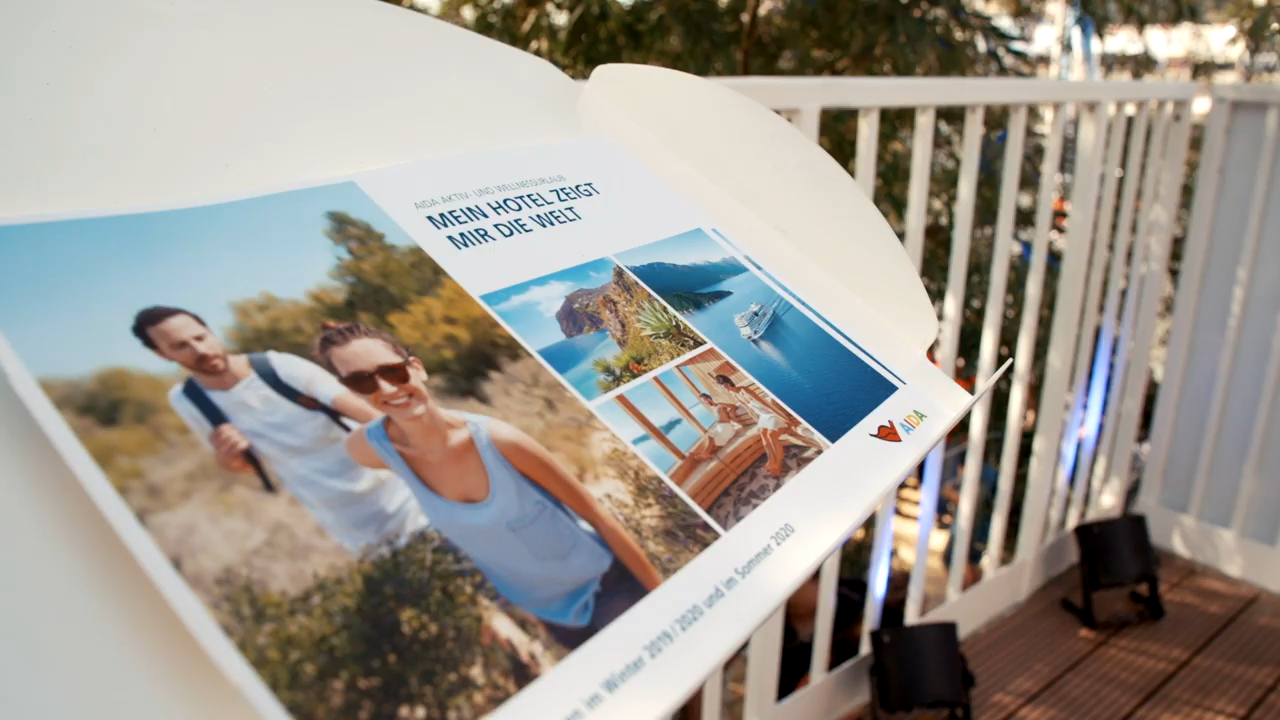 AIDA AKTIV- UND WELLNESSURLAUB
MEIN HOTEL ZEIGT
MIR DIE WELT
AIDA
im Winter 2019/2020 und im Sommer 2020